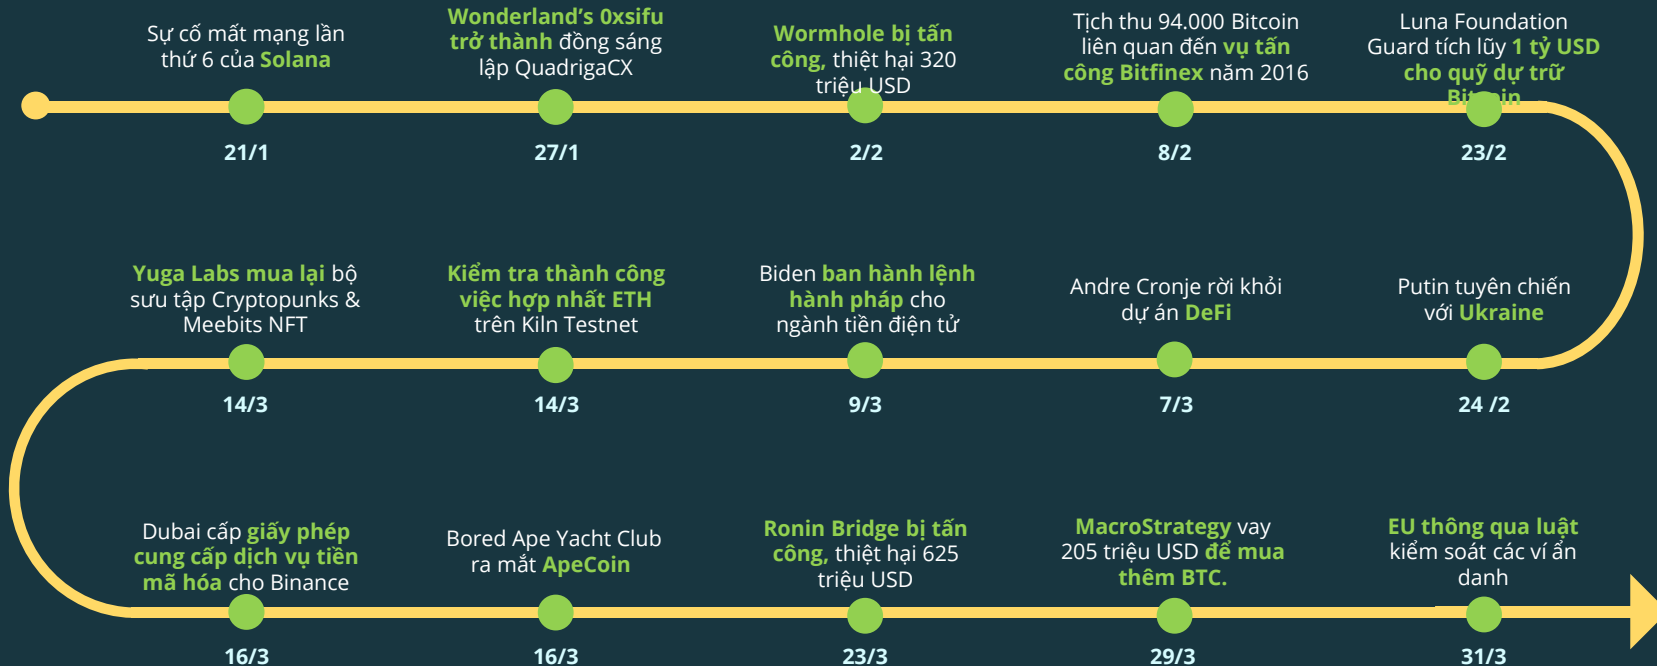 Sự cố mất mạng lần
thứ 6 của Solana
21/1
Wonderland's 0xsifu
trở thành đồng sáng
lập QuadrigaCX
27/1
Wormhole bị tấn
công, thiệt hại 320
triệu USD
2/2
Tịch thu 94.000 Bitcoin
liên quan đến vụ tấn
công Bitfinex năm 2016
8/2
Luna Foundation
Guard tích lũy 1 tỷ USD
cho quỹ dự trữ
Bitcoin
23/2
Yuga Labs mua lại bộ
sưu tập Cryptopunks &
Meebits NFT
14/3
Kiểm tra thành công
việc hợp nhất ETH
trên Kiln Testnet
14/3
Biden ban hành lệnh
hành pháp cho
ngành tiền điện tử
9/3
Andre Cronje rời khỏi
dự án DeFi
7/3
Putin tuyên chiến
với Ukraine
24 /2
Dubai cấp giấy phép
cung cấp dịch vụ tiền
mã hóa cho Binance
16/3
Bored Ape Yacht Club
ra mắt ApeCoin
16/3
Ronin Bridge bị tấn
công, thiệt hại 625
triệu USD
23/3
MacroStrategy vay
205 triệu USD để mua
thêm BTC.
29/3
EU thông qua luật
kiểm soát các ví ẩn
danh
31/3